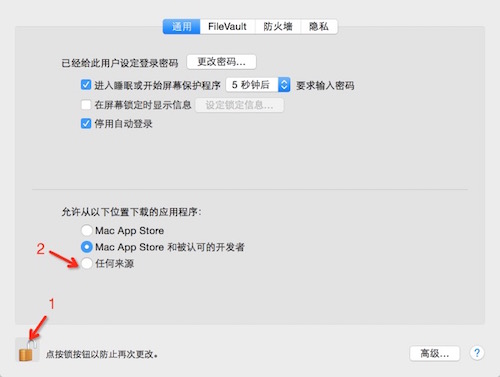 通用 FileVault 防火墙 隐私
已经给此用户设定登录密码 更改密码...
进入睡眠或开始屏幕保护程序 5 秒钟后 要求输入密码
在屏幕锁定时显示信息 设定锁定信息...
停用自动登录
允许从以下位置下载的应用程序：
Mac App Store
Mac App Store 和被认可的开发者
2
任何来源
1
点按锁按钮以防止再次更改。 高级... ?